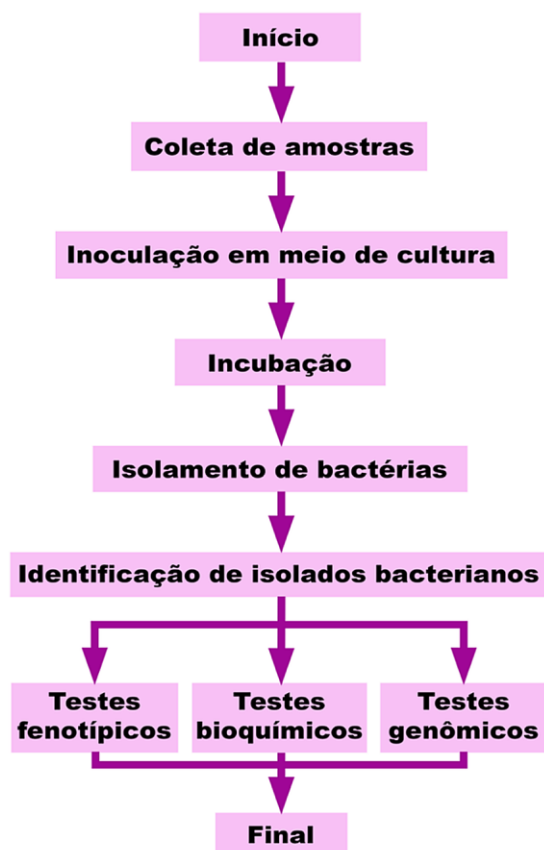 Início
Coleta de amostras
Inoculação em meio de cultura
Incubação
Isolamento de bactérias
Identificação de isolados bacterianos
Testes
fenotípicos
Testes
bioquímicos
Testes
genômicos
Final